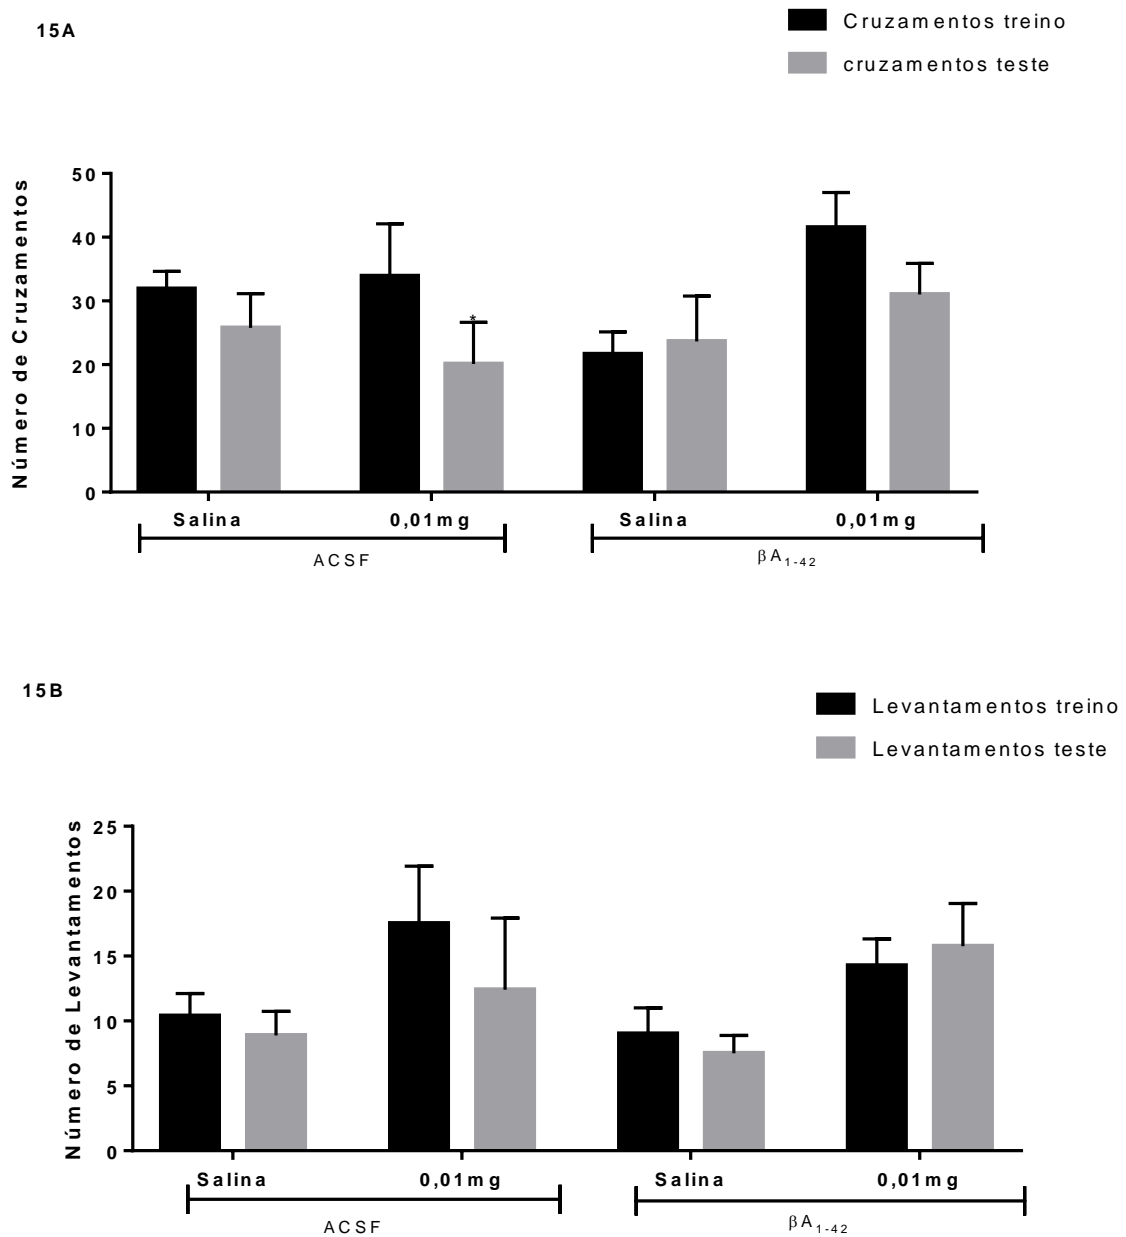 15A
Cruzamentos treino
cruzamentos teste
Número de Cruzamentos
50
40
30
20
10
0
*
Salina 0,01mg Salina 0,01mg
ACSF βA1-42
15B
Levantamentos treino
Levantamentos teste
Número de Levantamentos
25
20
15
10
5
0
Salina 0,01mg Salina 0,01mg
ACSF βA1-42